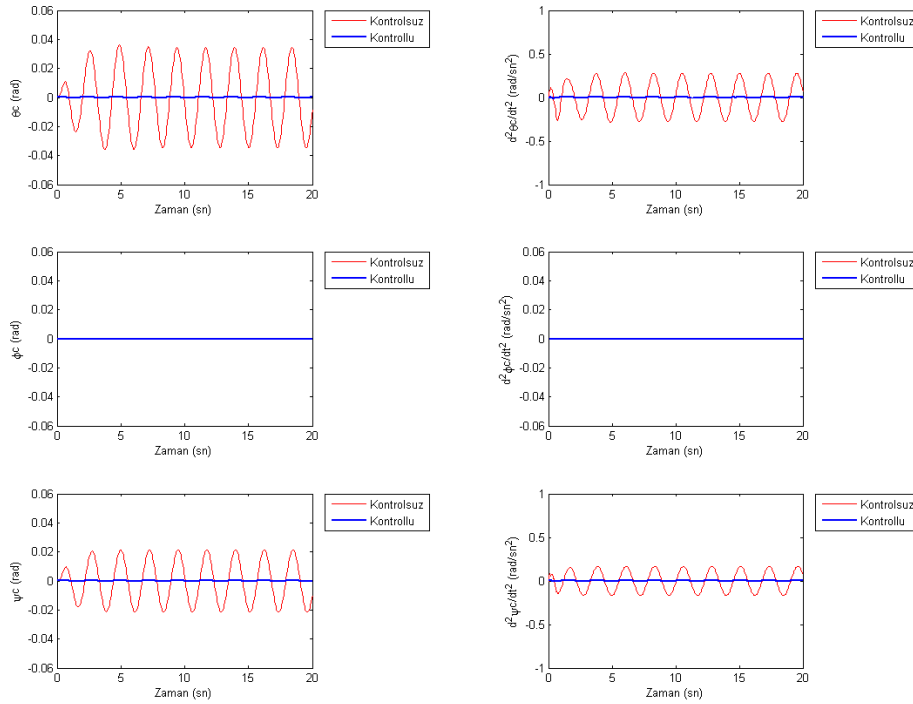 0.06
0.04
0.02
0
-0.02
-0.04
-0.06
θc (rad)
0
5
10
15
20
Zaman (sn)
Kontrolsuz
Kontrollu
1
0.5
0
-0.5
-1
d²θc/dt² (rad/sn²)
0
5
10
15
20
Zaman (sn)
Kontrolsuz
Kontrollu
0.06
0.04
0.02
0
-0.02
-0.04
-0.06
ϕc (rad)
0
5
10
15
20
Zaman (sn)
Kontrolsuz
Kontrollu
0.06
0.04
0.02
0
-0.02
-0.04
-0.06
d²ϕc/dt² (rad/sn²)
0
5
10
15
20
Zaman (sn)
Kontrolsuz
Kontrollu
0.06
0.04
0.02
0
-0.02
-0.04
-0.06
ψc (rad)
0
5
10
15
20
Zaman (sn)
Kontrolsuz
Kontrollu
1
0.5
0
-0.5
-1
d²ψc/dt² (rad/sn²)
0
5
10
15
20
Zaman (sn)
Kontrolsuz
Kontrollu